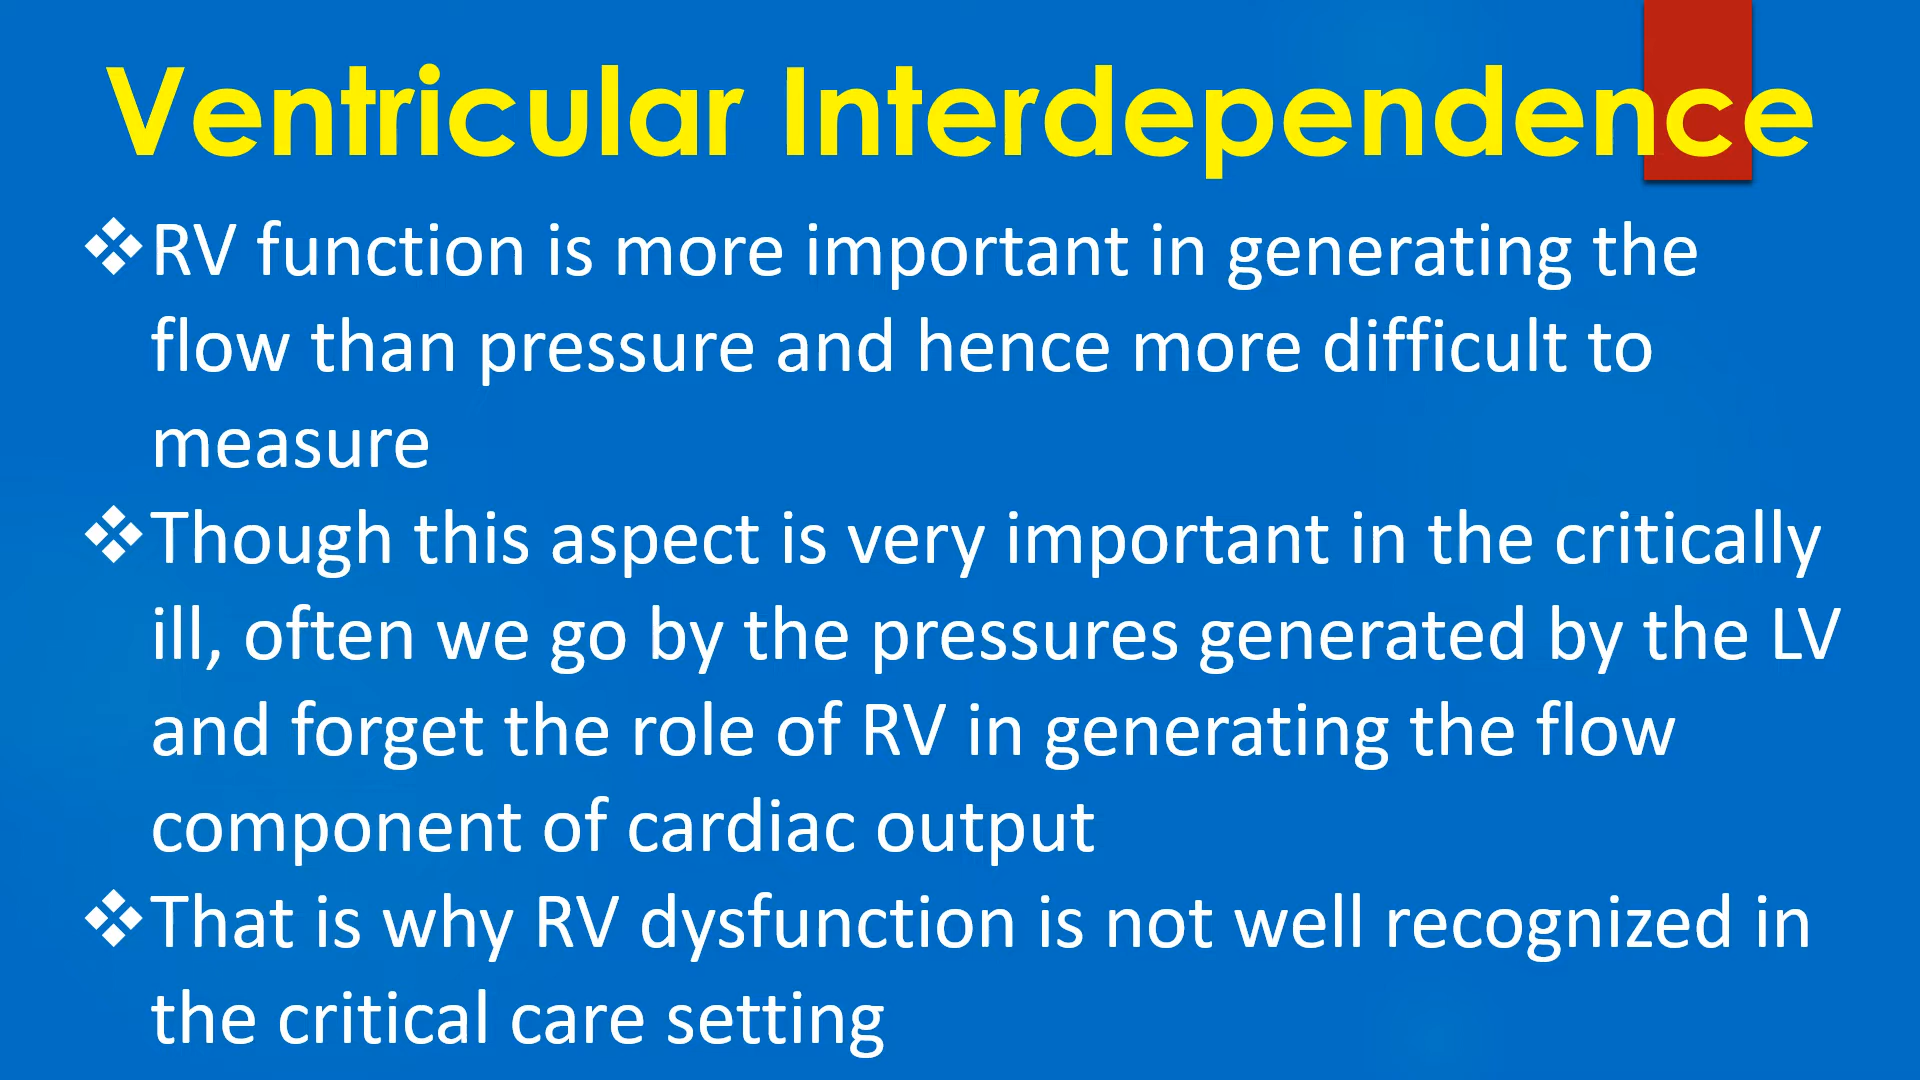 Ventricular Interdependence
❖RV function is more important in generating the
flow than pressure and hence more difficult to
measure
❖Though this aspect is very important in the critically
ill, often we go by the pressures generated by the LV
and forget the role of RV in generating the flow
component of cardiac output
❖That is why RV dysfunction is not well recognized in
the critical care setting